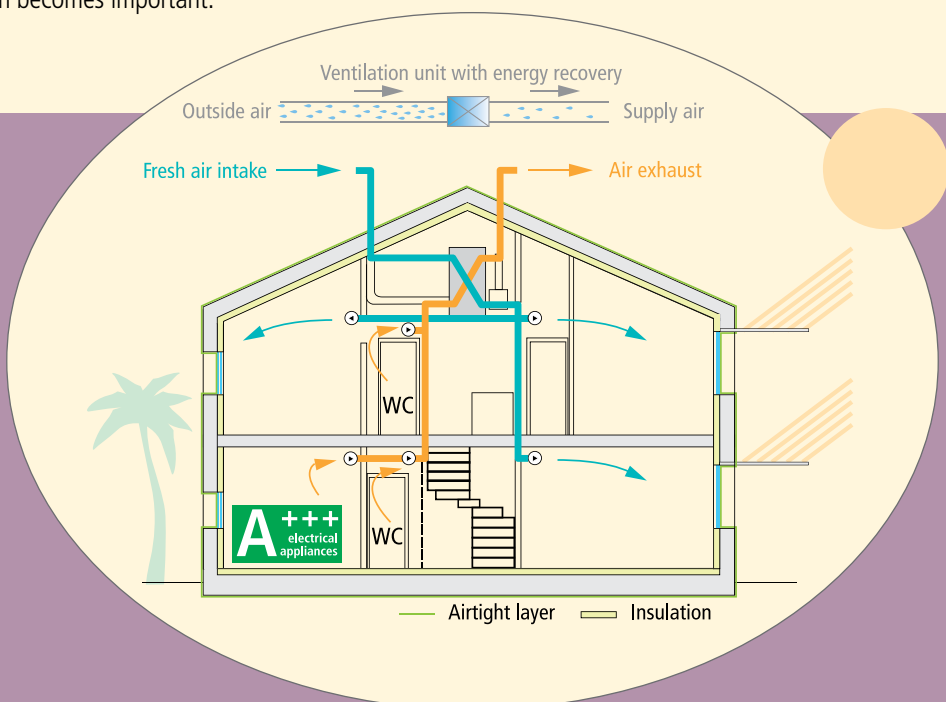 becomes important.
Ventilation unit with energy recovery
Outside air
Supply air
Fresh air intake
Air exhaust
WC
A+++
electrical
appliances
WC
Airtight layer
Insulation